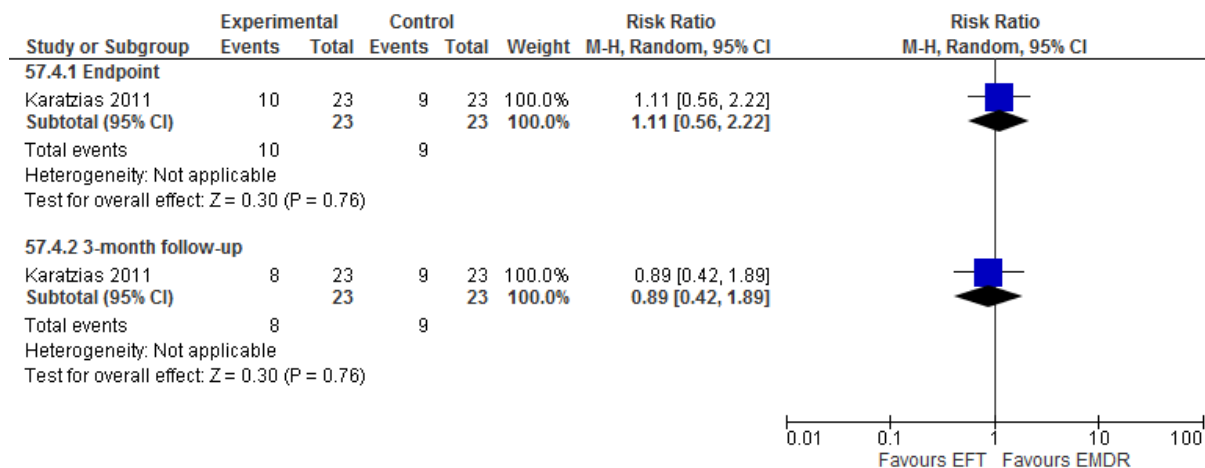 Experimental Control Risk Ratio Risk Ratio
Study or Subgroup Events Total Events Total Weight M-H, Random, 95% CI M-H, Random, 95% CI
57.4.1 Endpoint
Karatzias 2011 10 23 9 23 100.0% 1.11 [0.56, 2.22]
Subtotal (95% CI) 23 23 100.0% 1.11 [0.56, 2.22]
Total events 10 9
Heterogeneity: Not applicable
Test for overall effect: Z = 0.30 (P = 0.76)
57.4.2 3-month follow-up
Karatzias 2011 8 23 9 23 100.0% 0.89 [0.42, 1.89]
Subtotal (95% CI) 23 23 100.0% 0.89 [0.42, 1.89]
Total events 8 9
Heterogeneity: Not applicable
Test for overall effect: Z = 0.30 (P = 0.76)
0.01 0.1 1 10 100
Favours EFT Favours EMDR